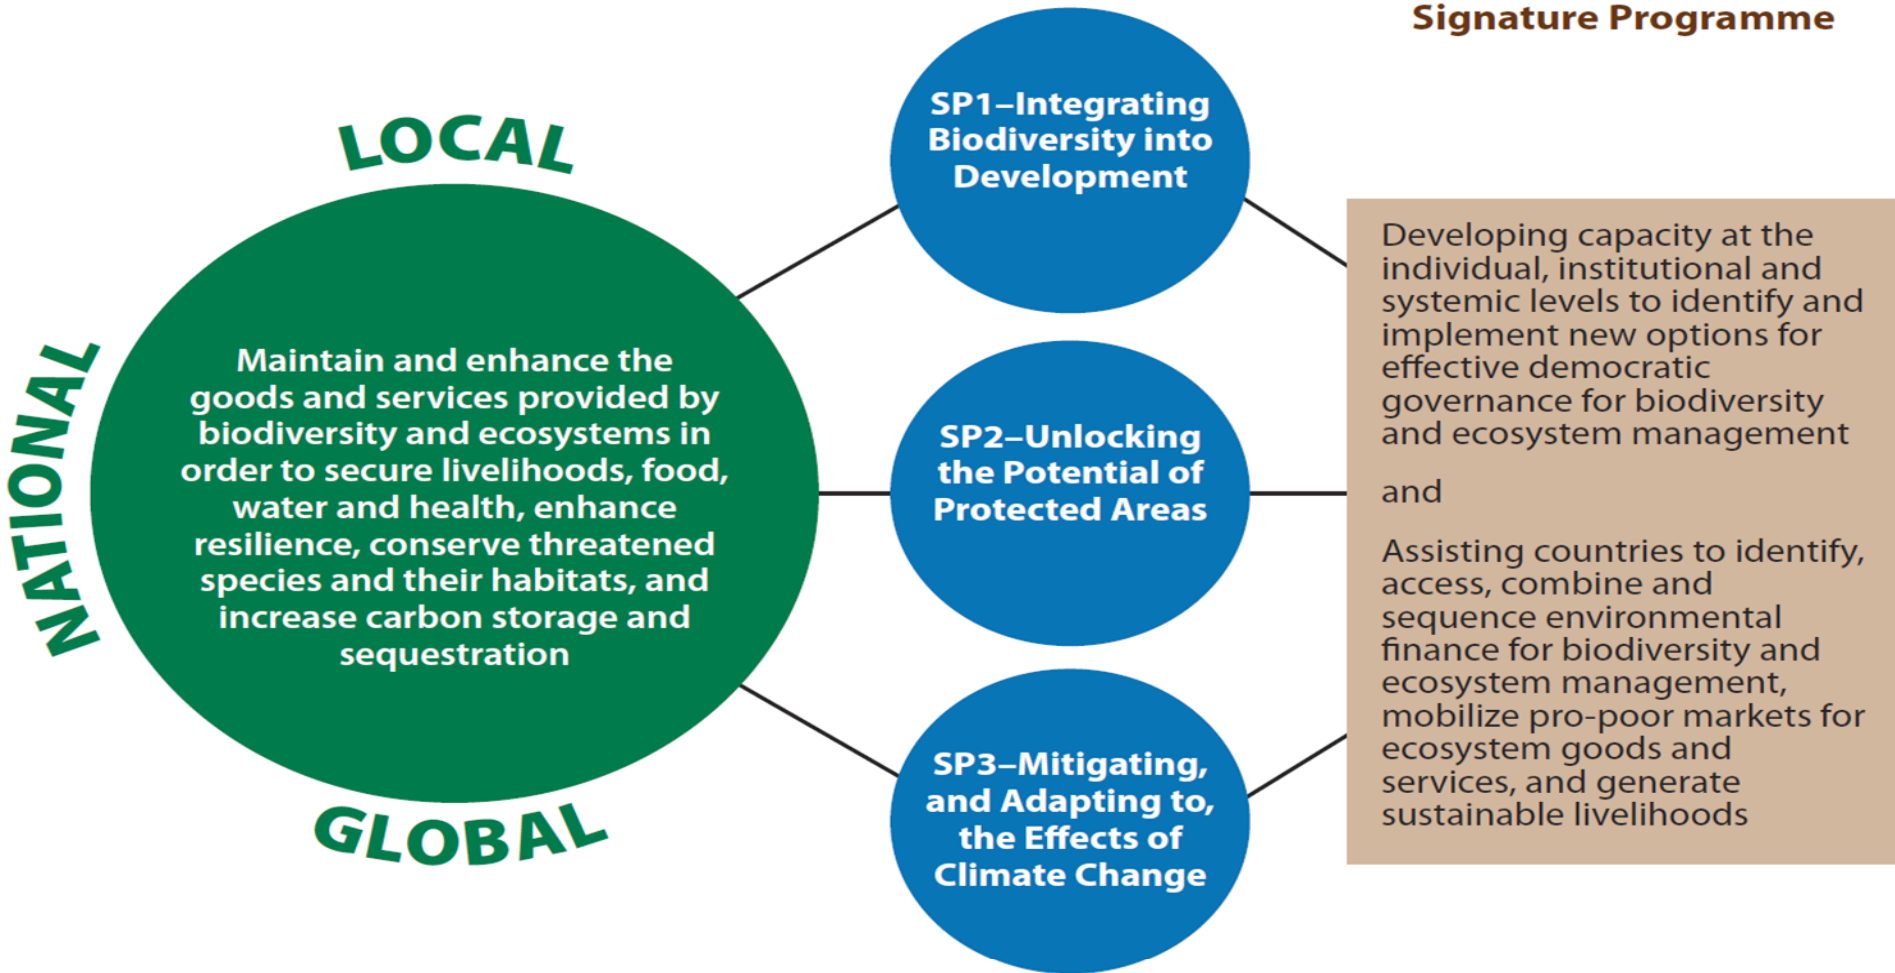 Signature Programme
LOCAL
NATIONAL
GLOBAL
Maintain and enhance the
goods and services provided by
biodiversity and ecosystems in
order to secure livelihoods, food,
water and health, enhance
resilience, conserve threatened
species and their habitats, and
increase carbon storage and
sequestration
SP1–Integrating
Biodiversity into
Development
SP2–Unlocking
the Potential of
Protected Areas
SP3–Mitigating,
and Adapting to,
the Effects of
Climate Change
Developing capacity at the
individual, institutional and
systemic levels to identify and
implement new options for
effective democratic
governance for biodiversity
and ecosystem management
and
Assisting countries to identify,
access, combine and
sequence environmental
finance for biodiversity and
ecosystem management,
mobilize pro-poor markets for
ecosystem goods and
services, and generate
sustainable livelihoods